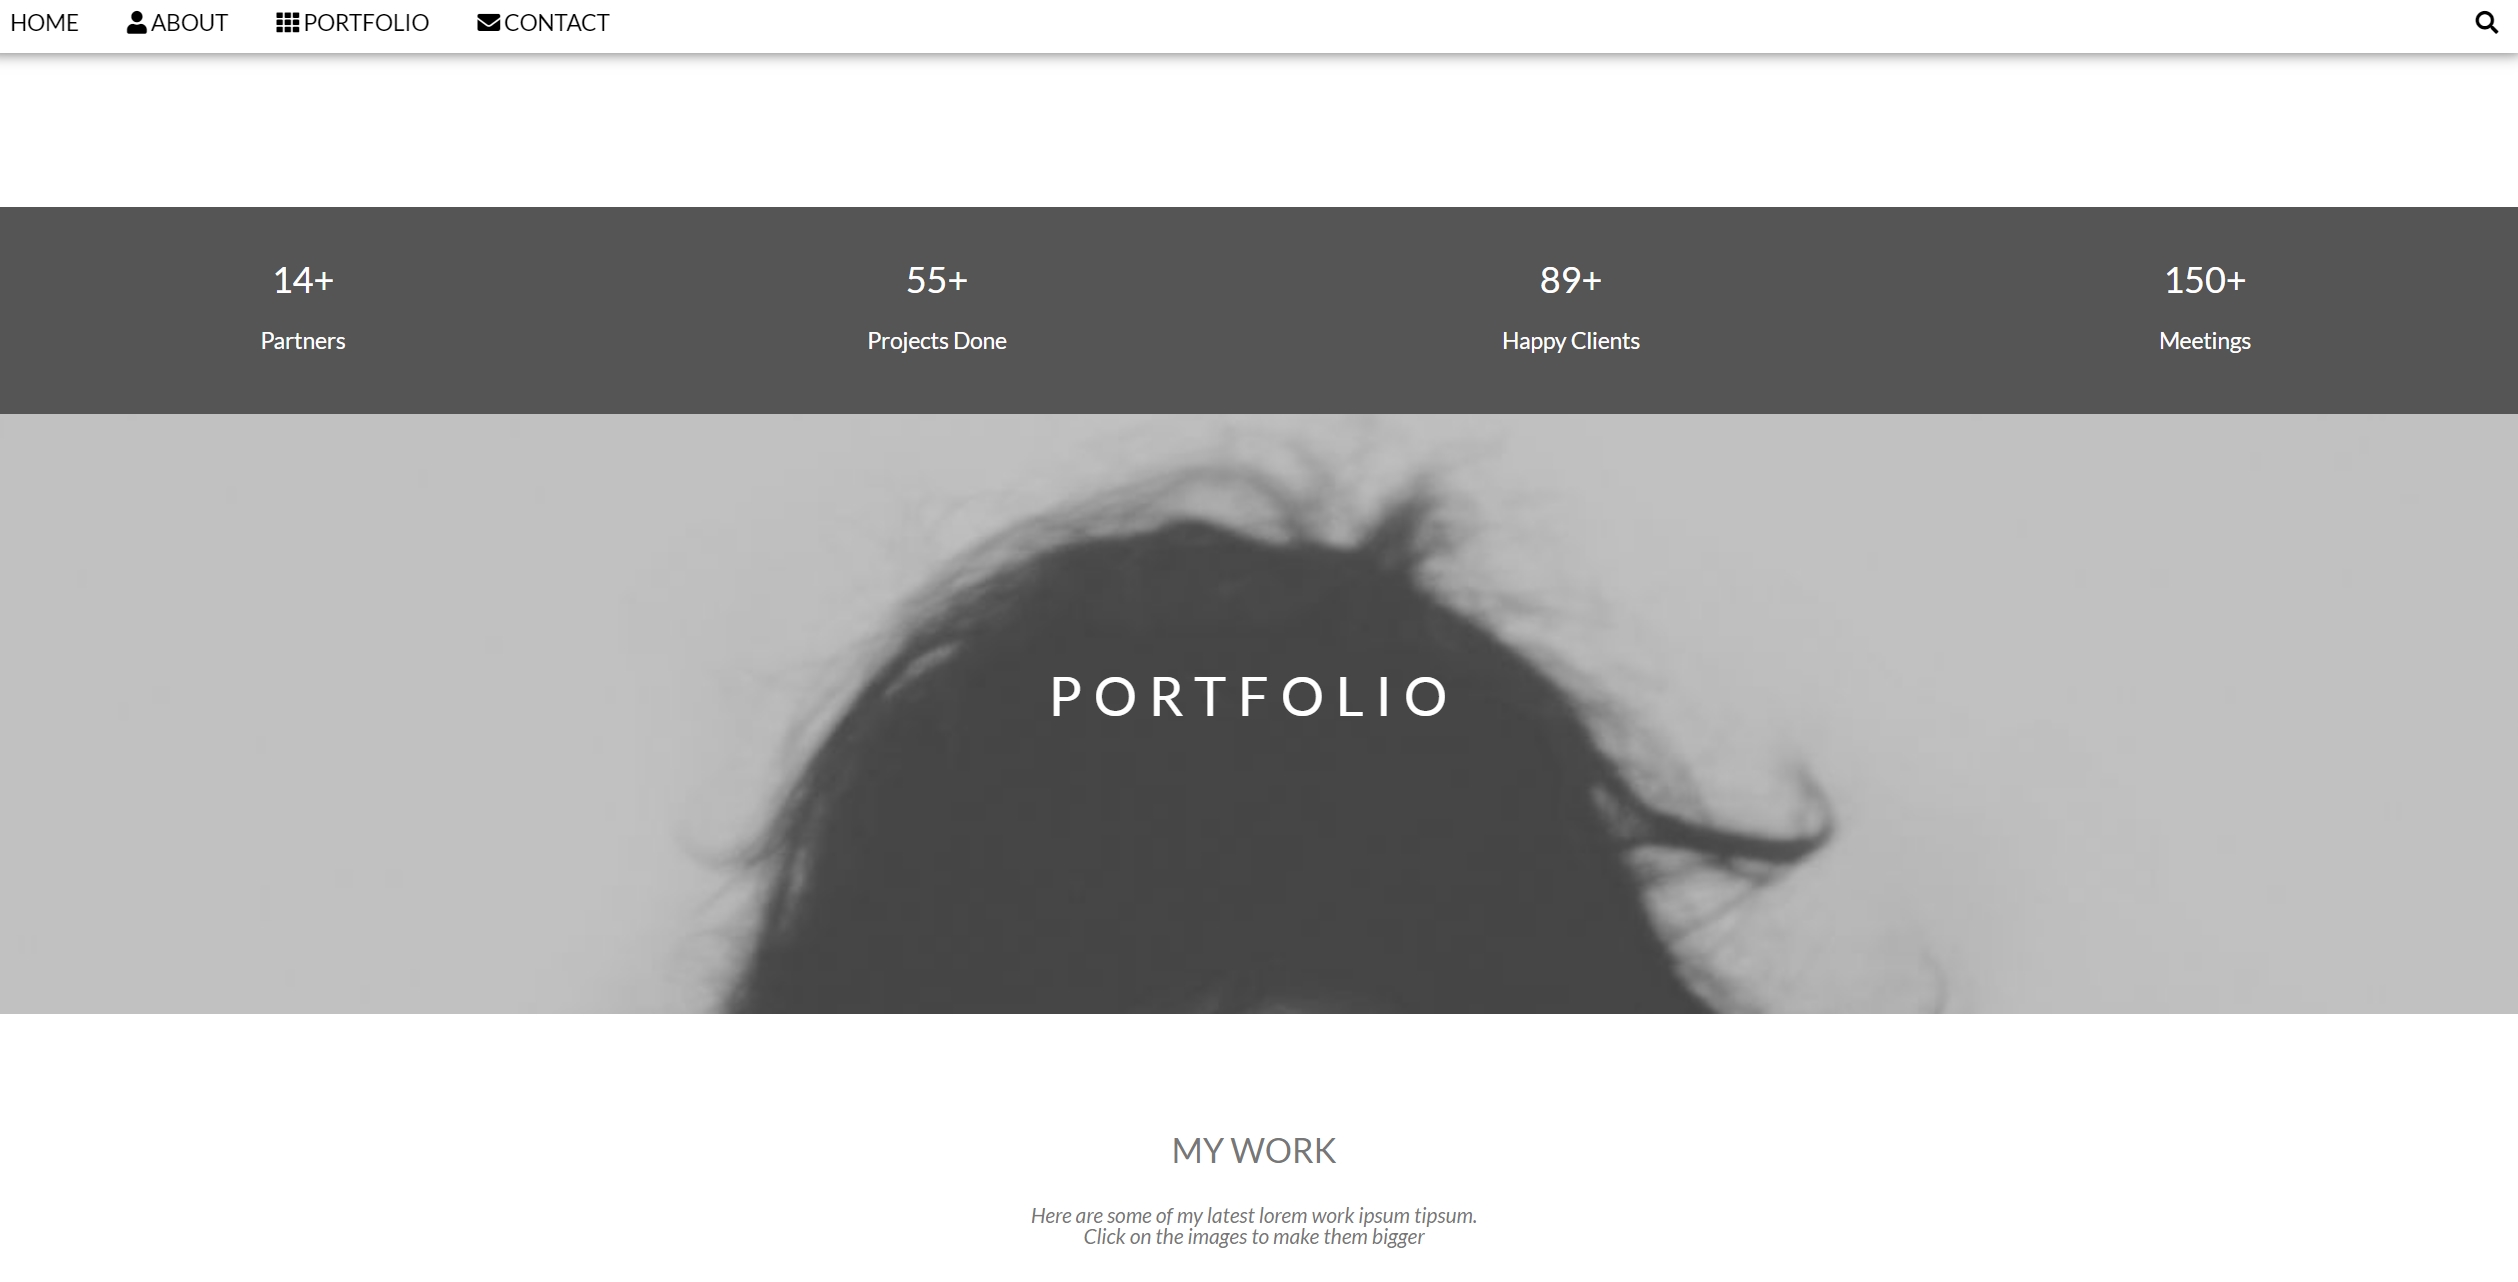 HOME ABOUT PORTFOLIO CONTACT
14+ 55+ 89+ 150+
Partners Projects Done Happy Clients Meetings
PORTFOLIO
MY WORK
Here are some of my latest lorem work ipsum tipsum.
Click on the images to make them bigger